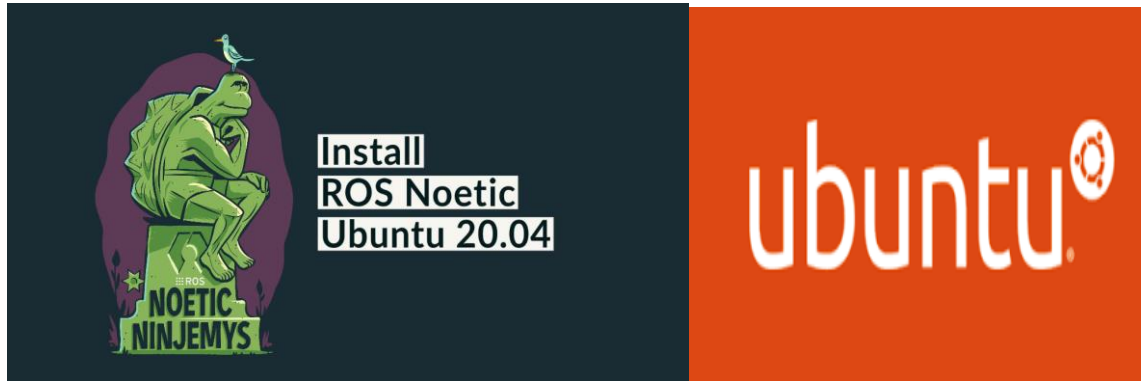 Install
ROS Noetic
Ubuntu 20.04
ROS
NOETIC
NINJEMYS
ubuntu